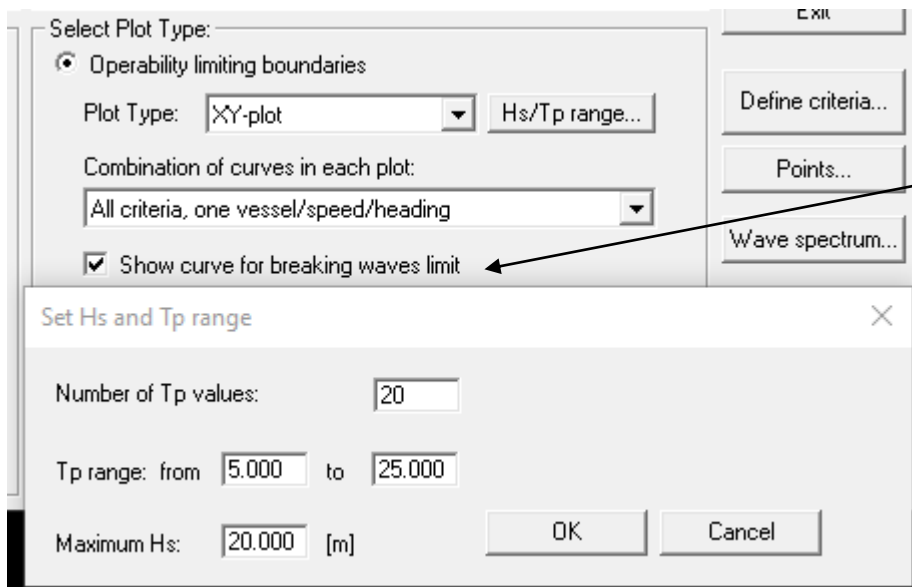 Select Plot Type:
Exit
Operability limiting boundaries
Plot Type: XY-plot Hs/Tp range...
Define criteria...
Combination of curves in each plot:
Points...
All criteria, one vessel/speed/heading
Wave spectrum...
Show curve for breaking waves limit
Set Hs and Tp range
Number of Tp values: 20
Tp range: from 5.000 to 25.000
Maximum Hs: 20.000 [m] OK Cancel